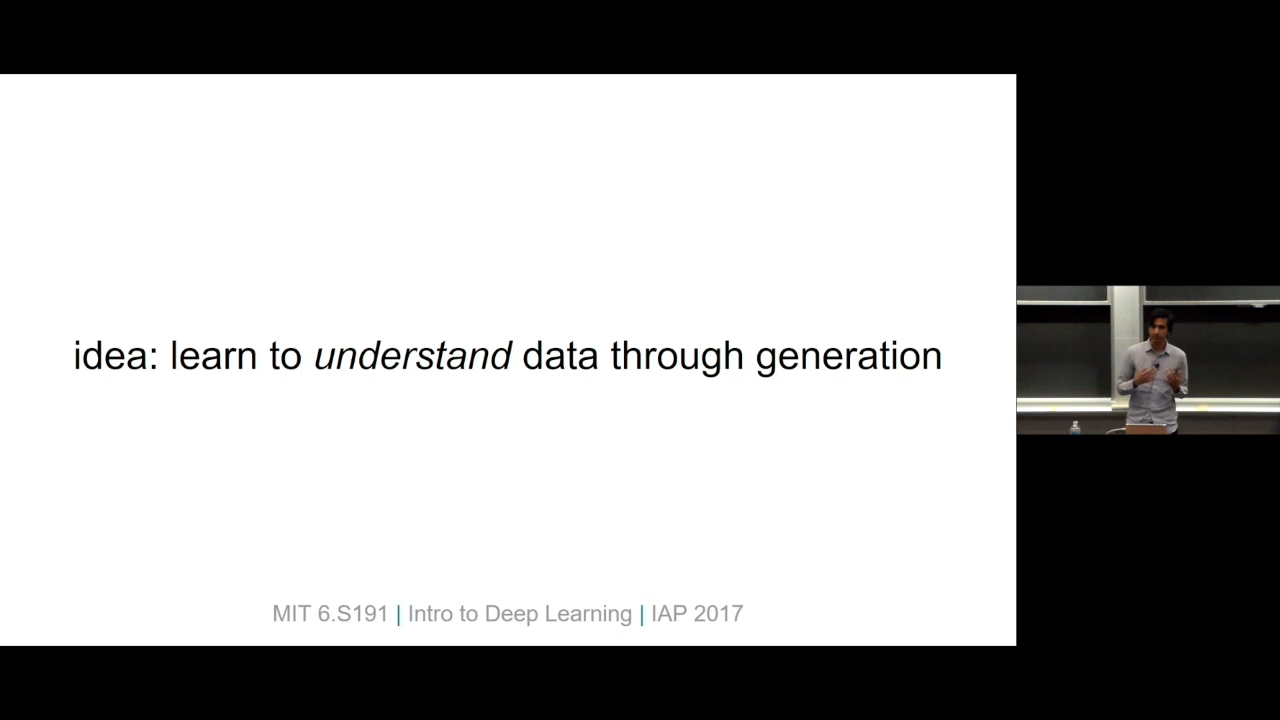 idea: learn to understand data through generation
MIT 6.S191 | Intro to Deep Learning | IAP 2017